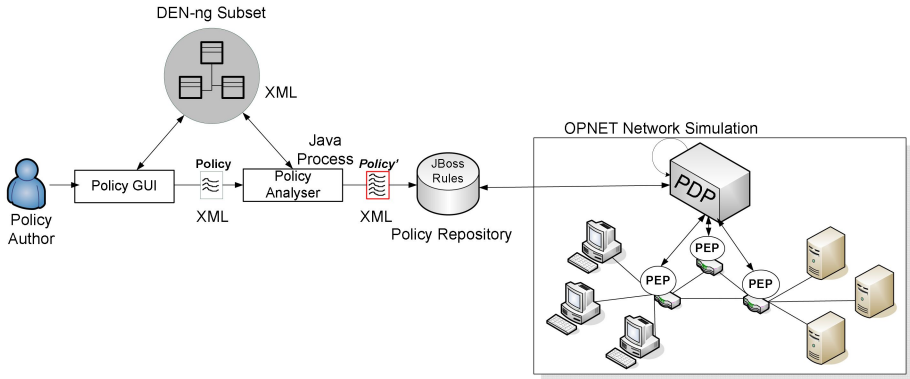 DEN-ng Subset
XML
OPNET Network Simulation
Java
Process
Policy
Policy'
JBoss
Rules
Policy GUI
Policy
Analyser
PDP
Policy
Author
XML
XML
Policy Repository
PEP
PEP
PEP